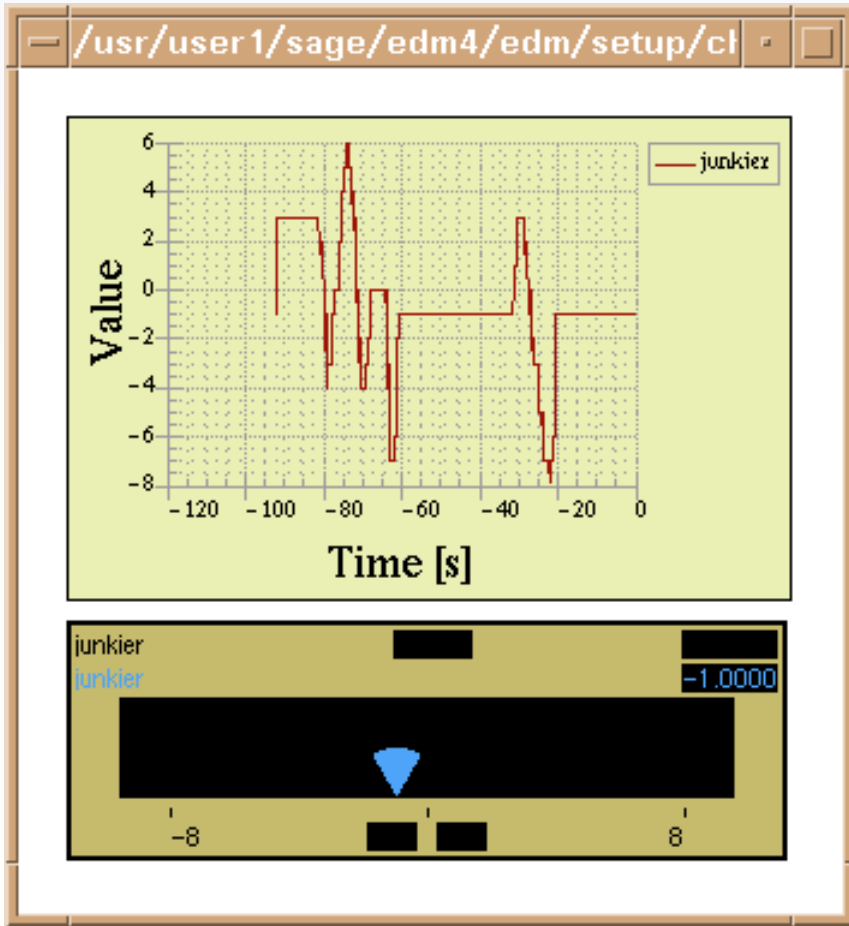 /usr/user1/sage/edm4/edm/setup/ch
6
4
2
0
-2
-4
-6
-8
Value
junkier
-120 -100 -80 -60 -40 -20 0
Time [s]
junkier
junkier -1.0000
-8 8